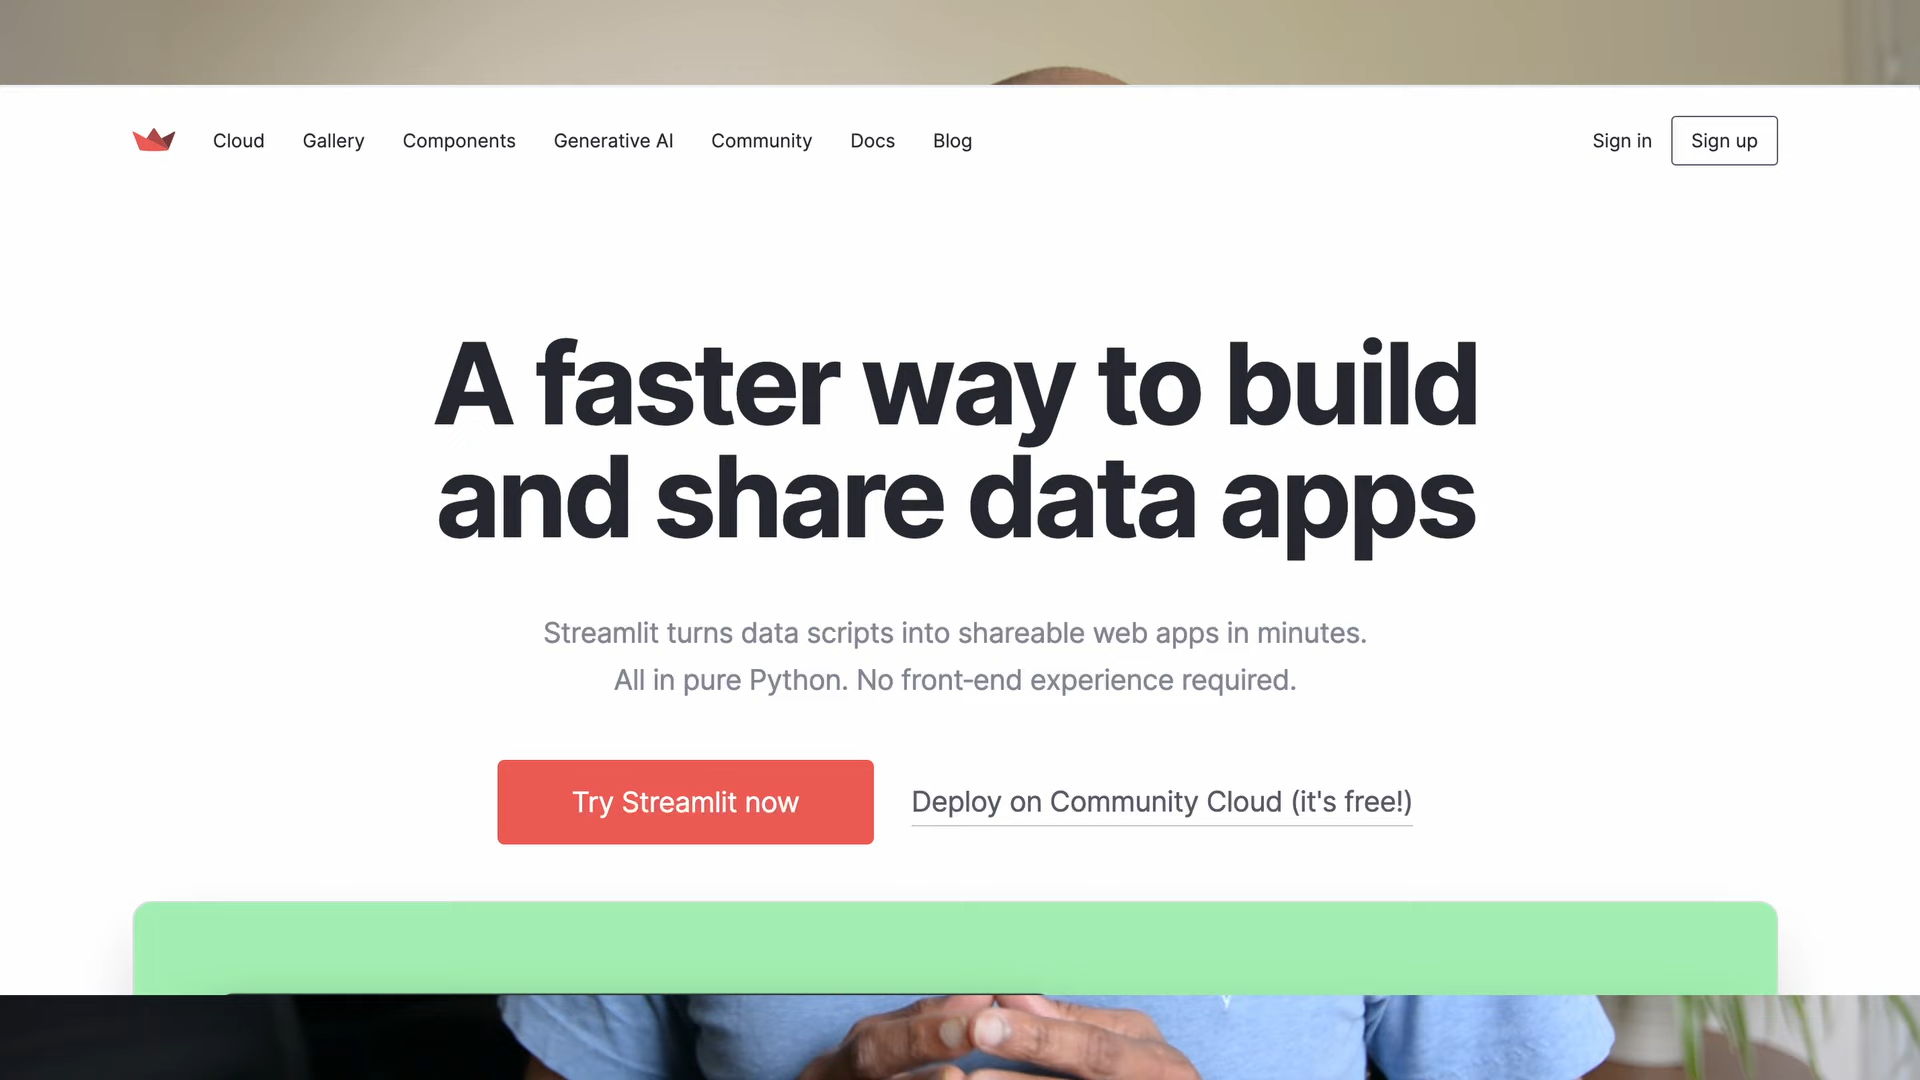 Cloud Gallery Components Generative AI Community Docs Blog Sign in Sign up
A faster way to build
and share data apps
Streamlit turns data scripts into shareable web apps in minutes.
All in pure Python. No front-end experience required.
Try Streamlit now Deploy on Community Cloud (it's free!)